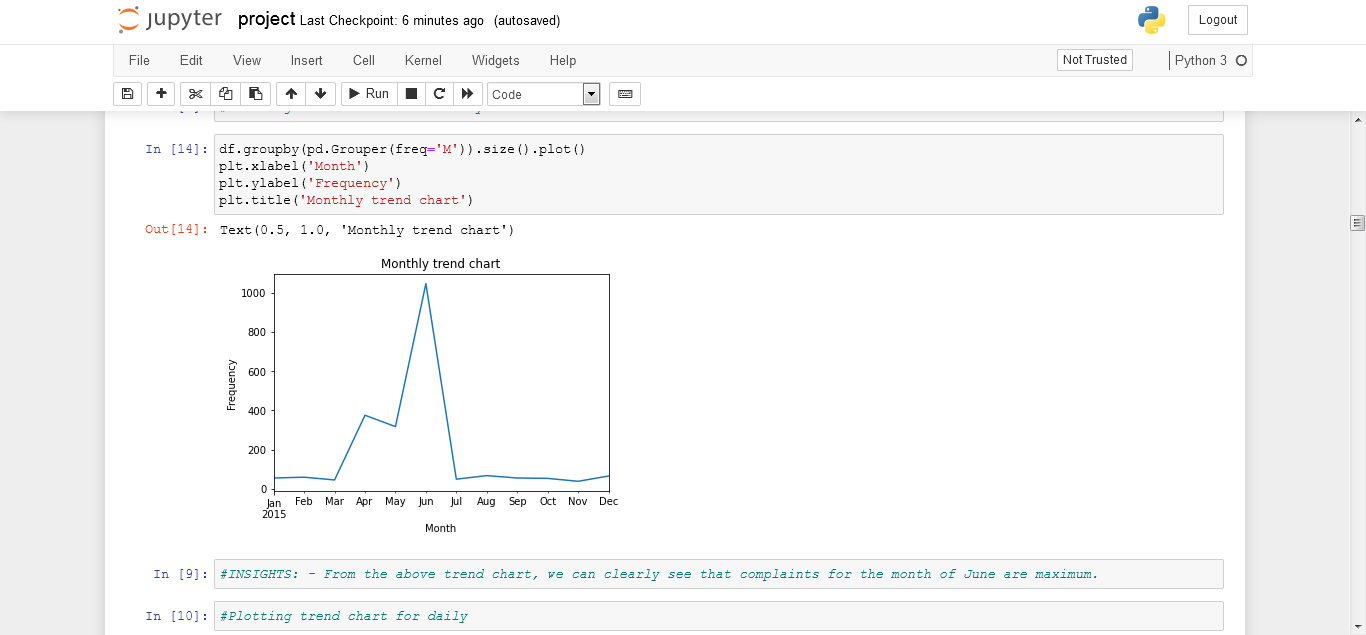 jupyter project Last Checkpoint: 6 minutes ago (autosaved) Logout
File Edit View Insert Cell Kernel Widgets Help Not Trusted Python 3
Run Code
In [14]: df.groupby(pd.Grouper(freq='M')).size().plot()
plt.xlabel('Month')
plt.ylabel('Frequency')
plt.title('Monthly trend chart')
Out[14]: Text(0.5, 1.0, 'Monthly trend chart')
Monthly trend chart
1000
800
600
400
200
0
Frequency
Jan Feb Mar Apr May Jun Jul Aug Sep Oct Nov Dec
2015
Month
In [9]: #INSIGHTS: - From the above trend chart, we can clearly see that complaints for the month of June are maximum.
In [10]: #Plotting trend chart for daily